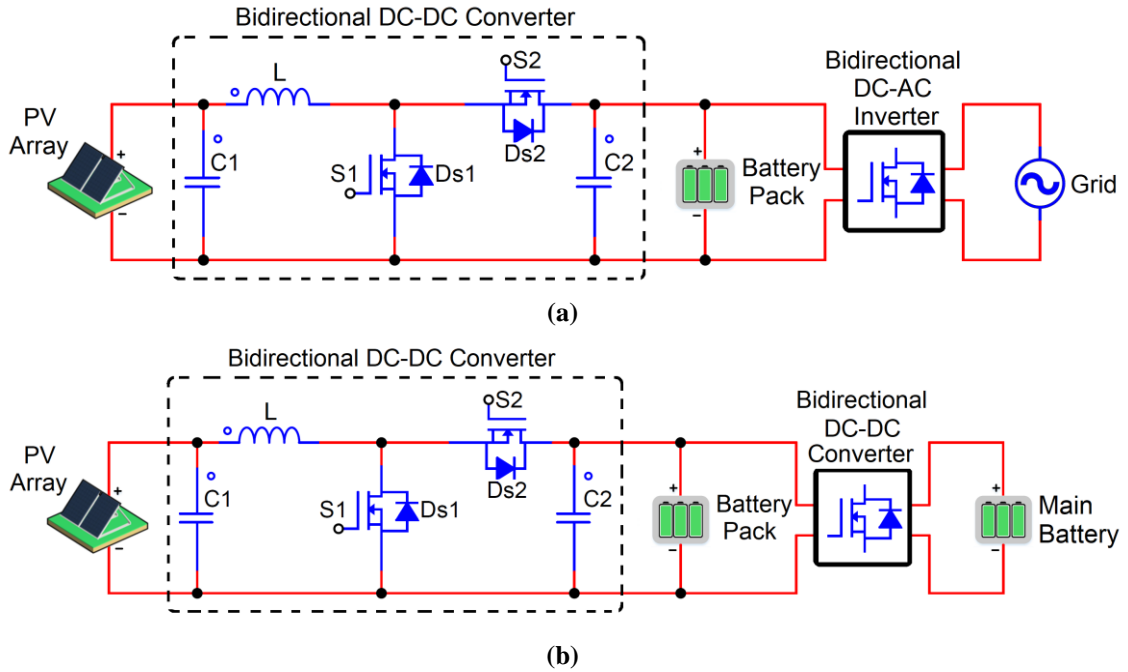 Bidirectional DC-DC Converter
S2
Bidirectional
DC-AC
Inverter
L
PV
Array
+
−
C1
S1
Ds1
Ds2
C2
+
−
Battery
Pack
Grid
(a)
Bidirectional DC-DC Converter
S2
Bidirectional
DC-DC
Converter
L
PV
Array
+
−
C1
S1
Ds1
Ds2
C2
+
−
Battery
Pack
+
−
Main
Battery
(b)